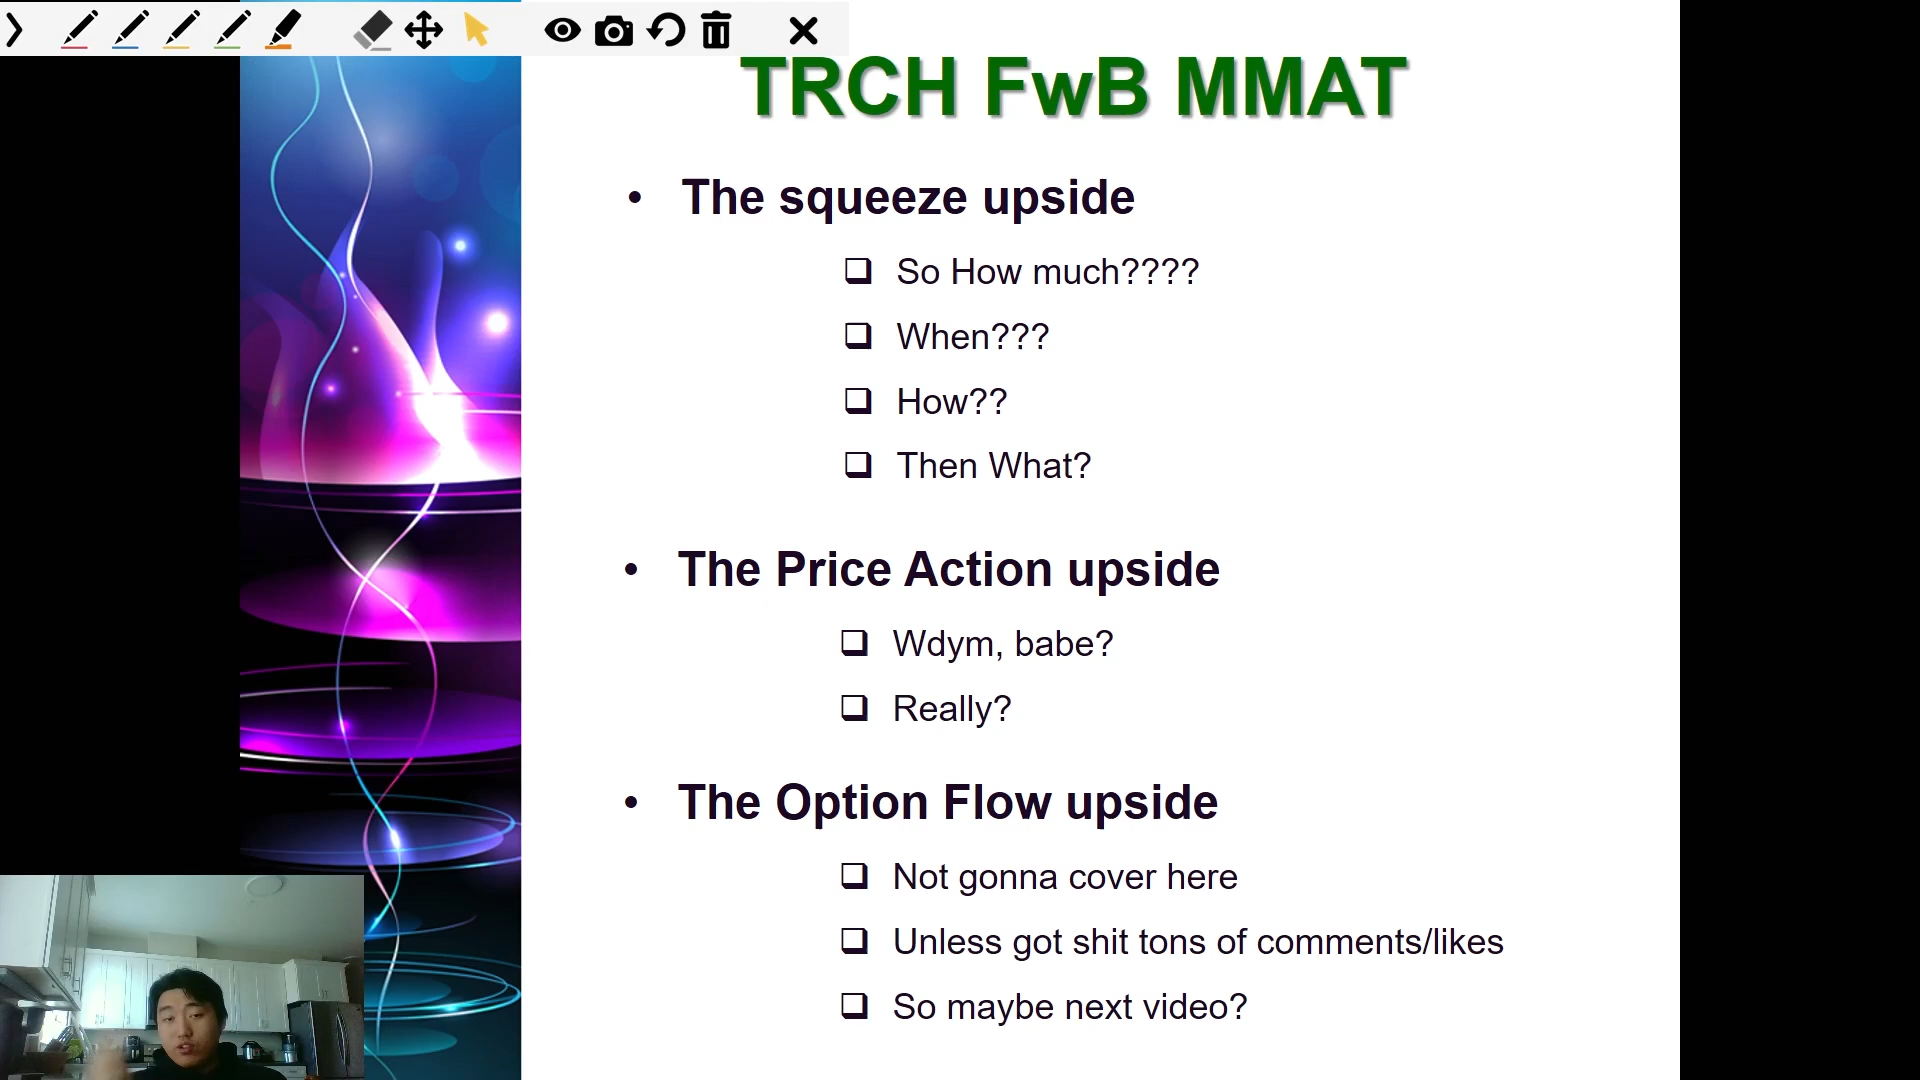 TRCH FwB MMAT
• The squeeze upside
❑ So How much????
❑ When???
❑ How??
❑ Then What?
• The Price Action upside
❑ Wdym, babe?
❑ Really?
• The Option Flow upside
❑ Not gonna cover here
❑ Unless got shit tons of comments/likes
❑ So maybe next video?